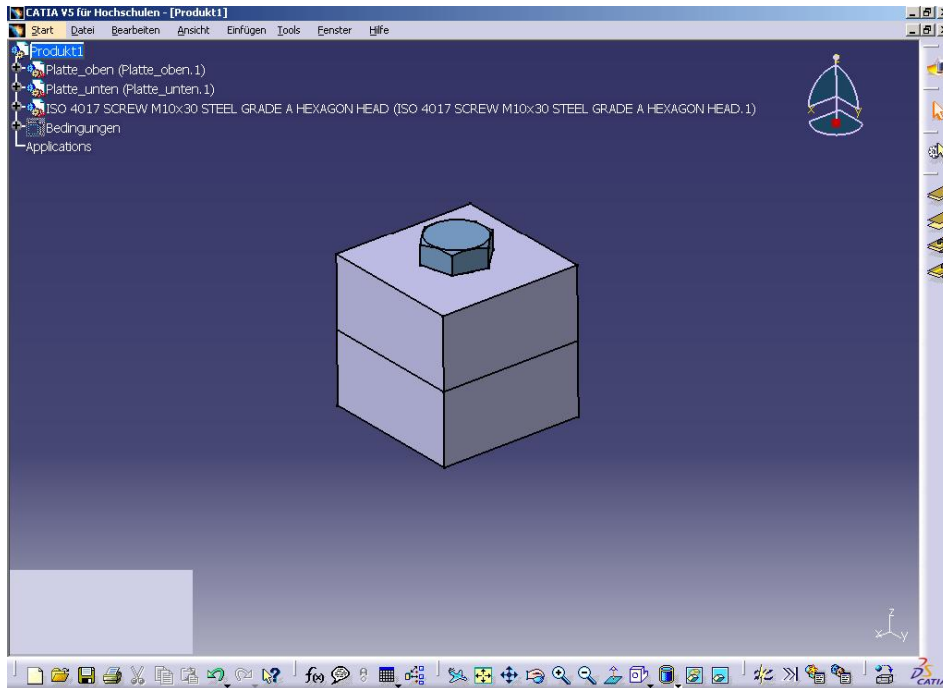 CATIA V5 für Hochschulen - [Produkt1]
Start Datei Bearbeiten Ansicht Einfügen Tools Fenster Hilfe
Produkt1
Platte_oben (Platte_oben.1)
Platte_unten (Platte_unten.1)
ISO 4017 SCREW M10x30 STEEL GRADE A HEXAGON HEAD (ISO 4017 SCREW M10x30 STEEL GRADE A HEXAGON HEAD.1)
Bedingungen
Applications
x y
z
x y
f(x)
CATIA